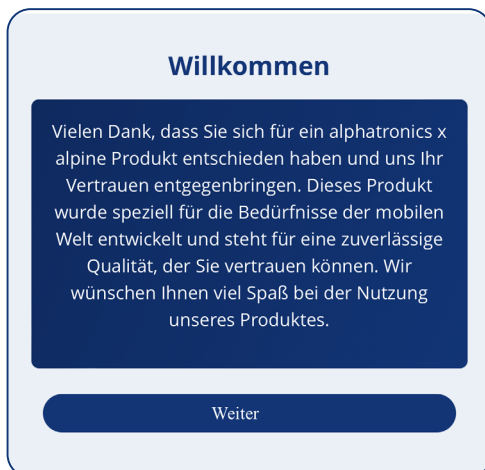 Willkommen
Vielen Dank, dass Sie sich für ein alphatronics x
alpine Produkt entschieden haben und uns Ihr
Vertrauen entgegenbringen. Dieses Produkt
wurde speziell für die Bedürfnisse der mobilen
Welt entwickelt und steht für eine zuverlässige
Qualität, der Sie vertrauen können. Wir
wünschen Ihnen viel Spaß bei der Nutzung
unseres Produktes.
Weiter